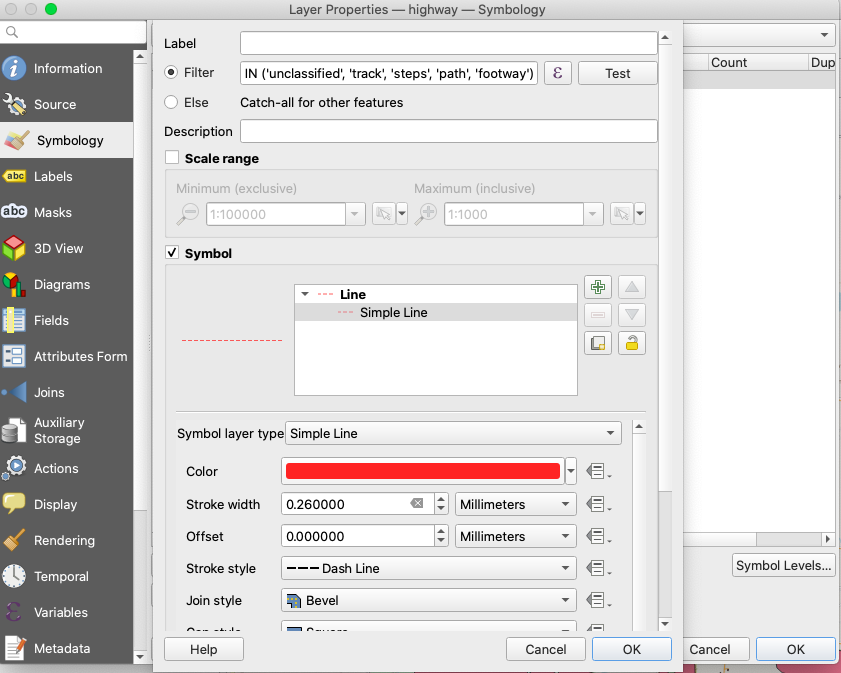 Layer Properties — highway — Symbology
Information
Source
Symbology
abc Labels
abc Masks
3D View
Diagrams
Fields
Attributes Form
Joins
Auxiliary
Storage
Actions
Display
Rendering
Temporal
Variables
Metadata
Label
Filter IN ('unclassified', 'track', 'steps', 'path', 'footway') ε Test
Else Catch-all for other features
Description
Scale range
Minimum (exclusive) Maximum (inclusive)
1:100000 1:1000
Symbol
Line
Simple Line
Symbol layer type Simple Line
Color
Stroke width 0.260000 Millimeters
Offset 0.000000 Millimeters
Stroke style Dash Line
Join style Bevel
Cap style Square
Help Cancel OK
Count Dup
Symbol Levels...
Cancel OK